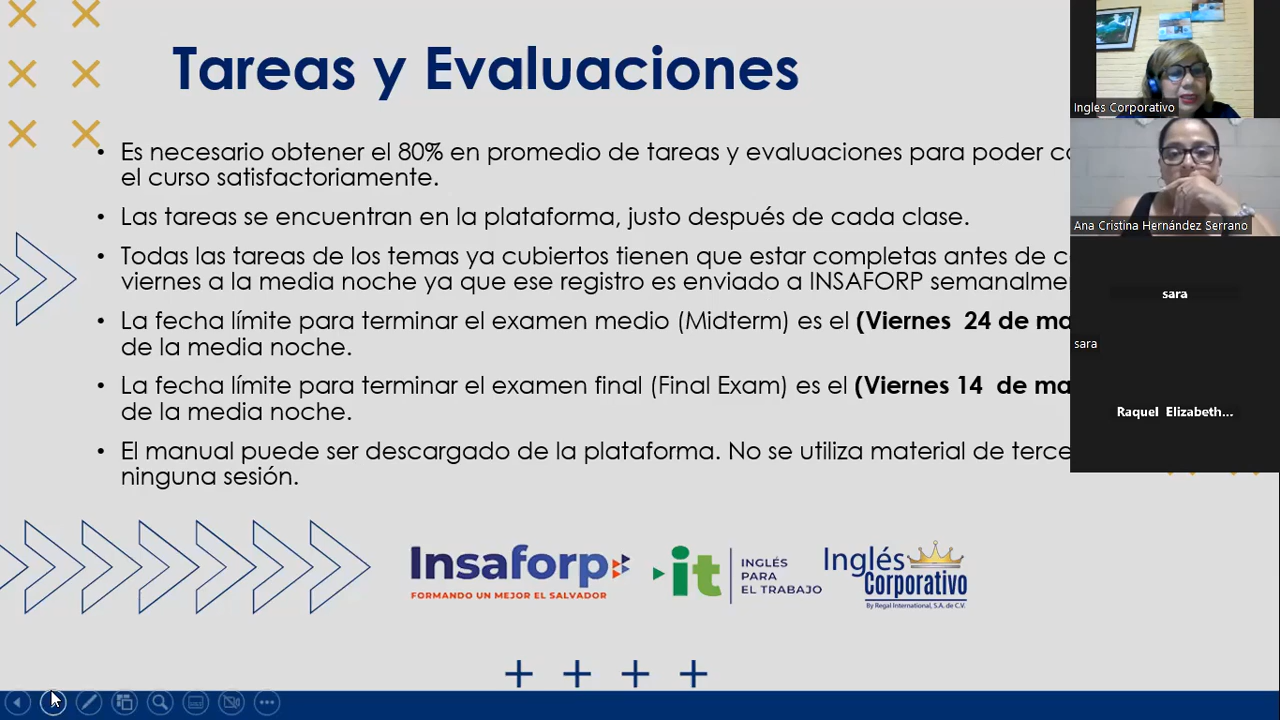 Tareas y Evaluaciones
• Es necesario obtener el 80% en promedio de tareas y evaluaciones para poder
el curso satisfactoriamente.
• Las tareas se encuentran en la plataforma, justo después de cada clase.
• Todas las tareas de los temas ya cubiertos tienen que estar completas antes de
viernes a la media noche ya que ese registro es enviado a INSAFORP
• La fecha límite para terminar el examen medio (Midterm) es el (Viernes 24 de
de la media noche.
• La fecha límite para terminar el examen final (Final Exam) es el (Viernes 14 de
de la media noche.
• El manual puede ser descargado de la plataforma. No se utiliza material de
ninguna sesión.
Insaforp
FORMANDO UN MEJOR EL SALVADOR
it
INGLÉS
PARA
EL TRABAJO
Inglés
Corporativo
By Regal International, S.A. de C.V.
Ingles Corporativo
Ana Cristina Hernández Serrano
sara
sara
Raquel Elizabeth...